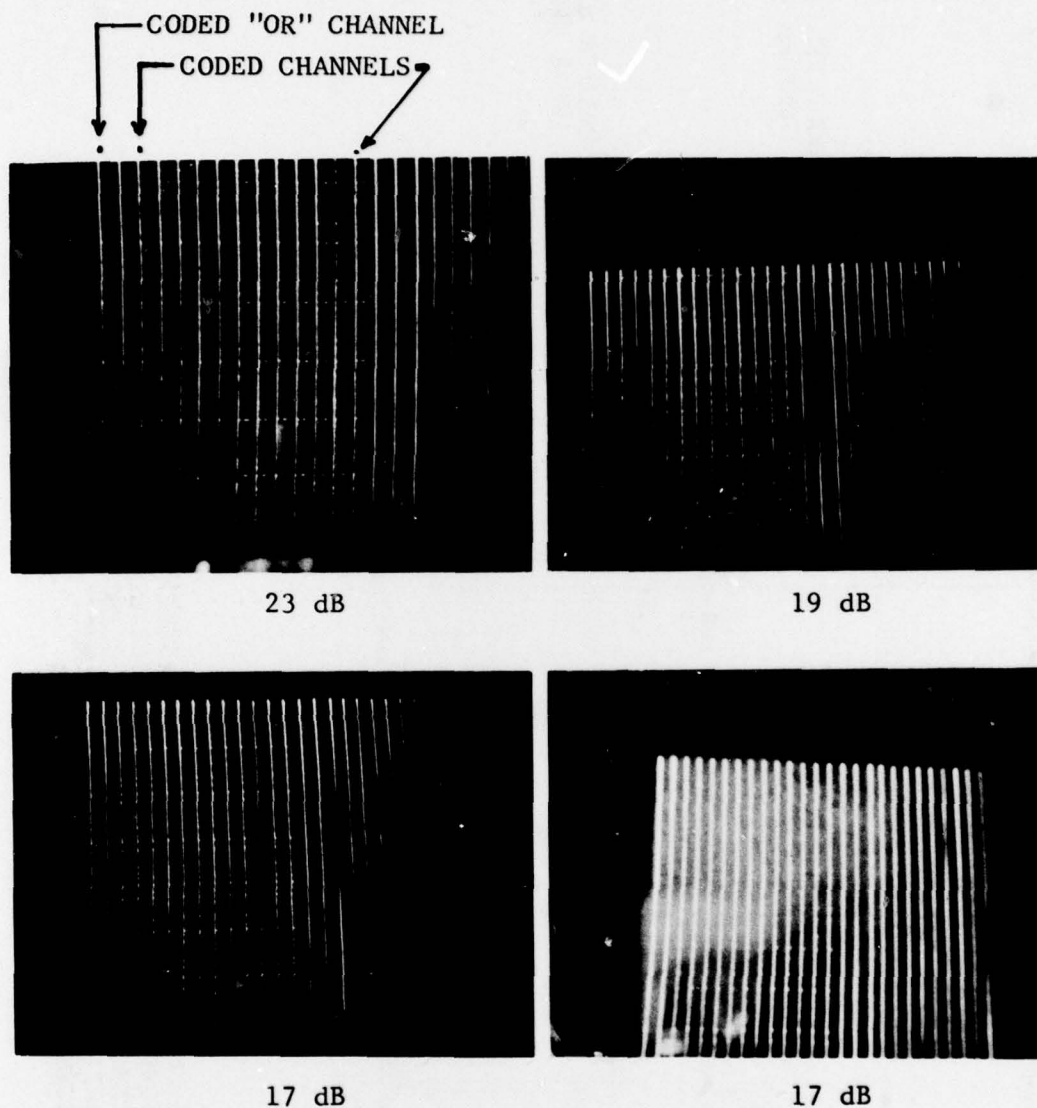 CODED "OR" CHANNEL
CODED CHANNELS
23 dB
19 dB
17 dB
17 dB